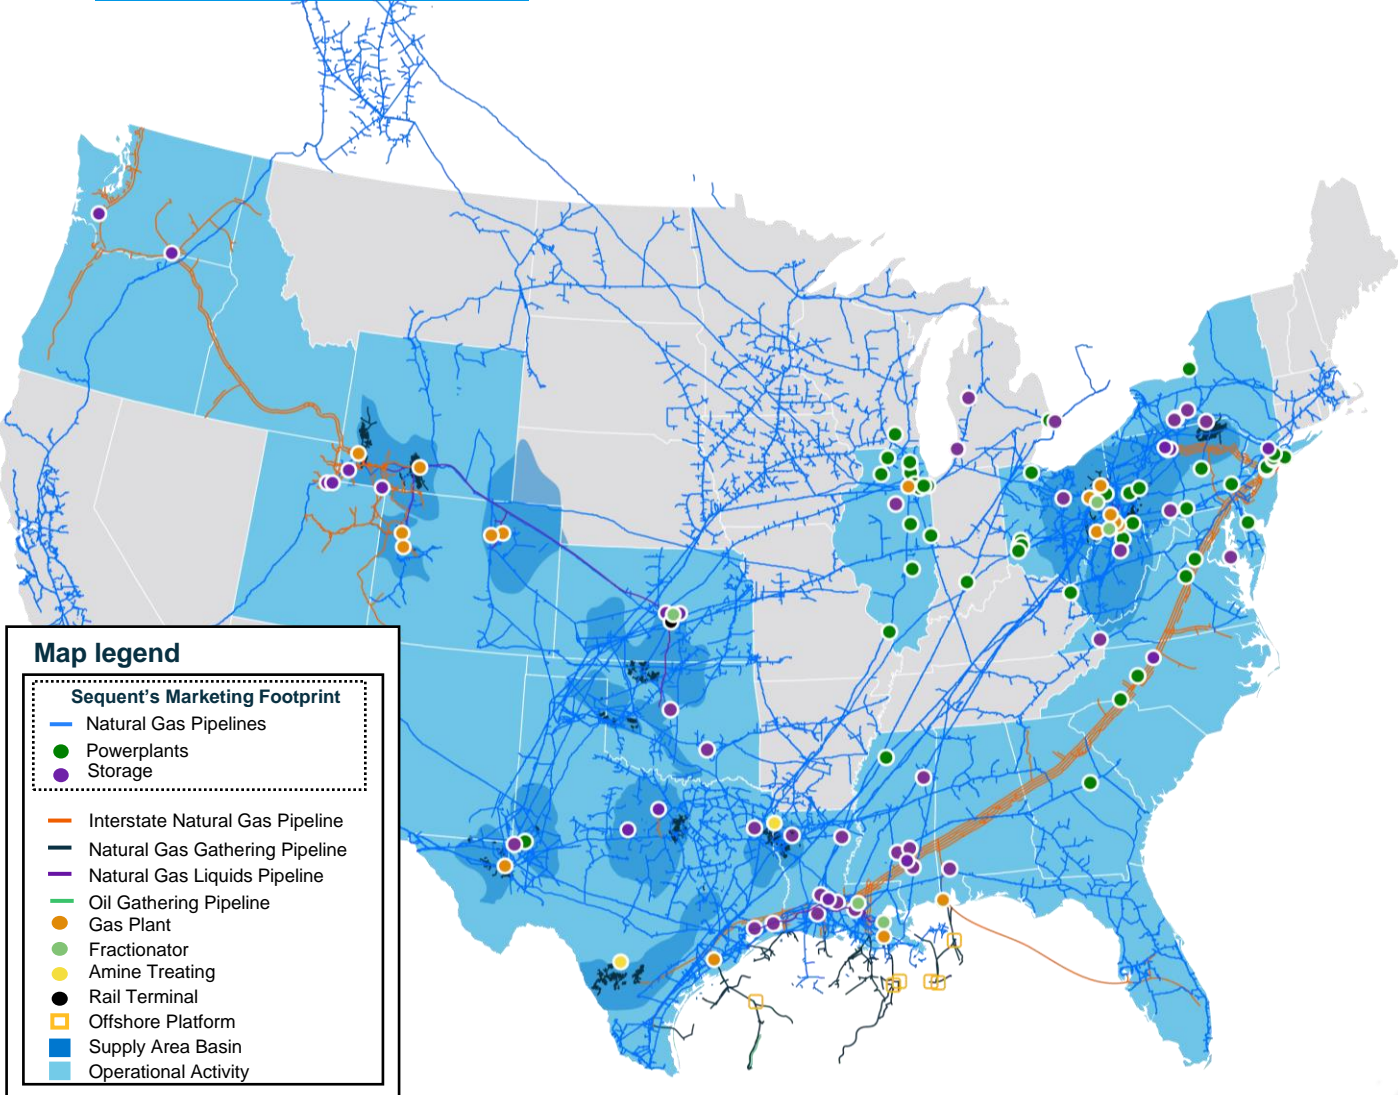 Map legend
Sequent's Marketing Footprint
Natural Gas Pipelines
Powerplants
Storage
Interstate Natural Gas Pipeline
Natural Gas Gathering Pipeline
Natural Gas Liquids Pipeline
Oil Gathering Pipeline
Gas Plant
Fractionator
Amine Treating
Rail Terminal
Offshore Platform
Supply Area Basin
Operational Activity